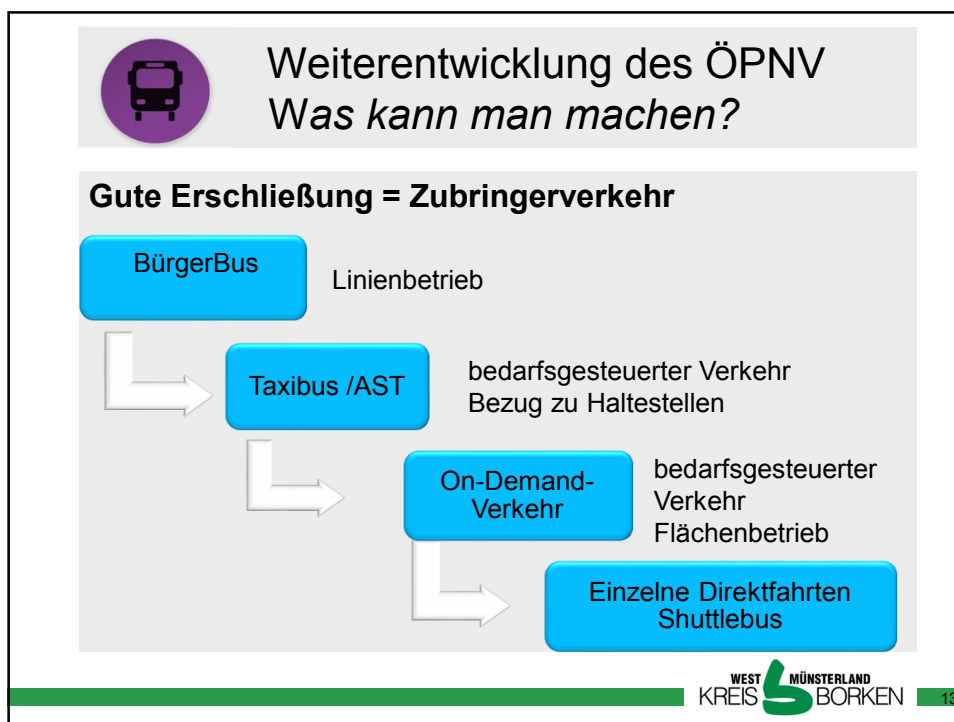 Weiterentwicklung des ÖPNV
Was kann man machen?
Gute Erschließung = Zubringerverkehr
BürgerBus
Linienbetrieb
Taxibus /AST
bedarfsgesteuerter Verkehr
Bezug zu Haltestellen
On-Demand-
Verkehr
bedarfsgesteuerter
Verkehr
Flächenbetrieb
Einzelne Direktfahrten
Shuttlebus
WEST MÜNSTERLAND
KREIS BORKEN
13